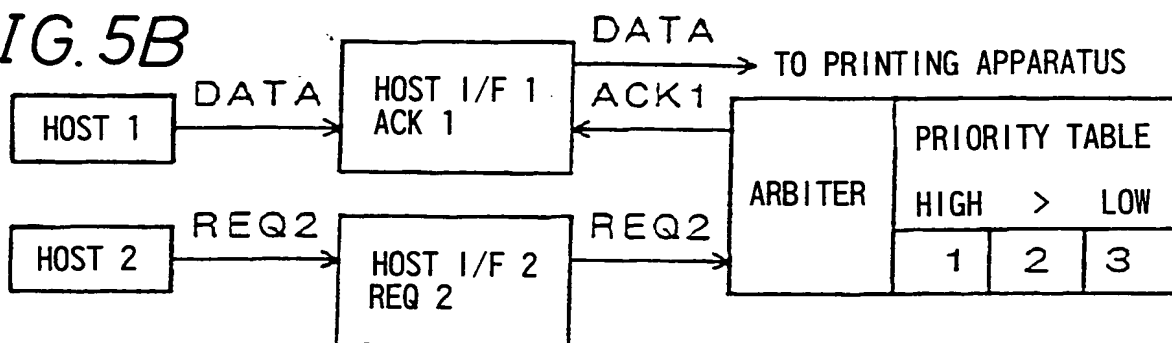 IG. 5B
DATA
TO PRINTING APPARATUS
HOST 1
DATA
HOST I/F 1
ACK 1
ACK1
HOST 2
REQ2
HOST I/F 2
REQ 2
REQ2
ARBITER
PRIORITY TABLE
HIGH > LOW
1 2 3